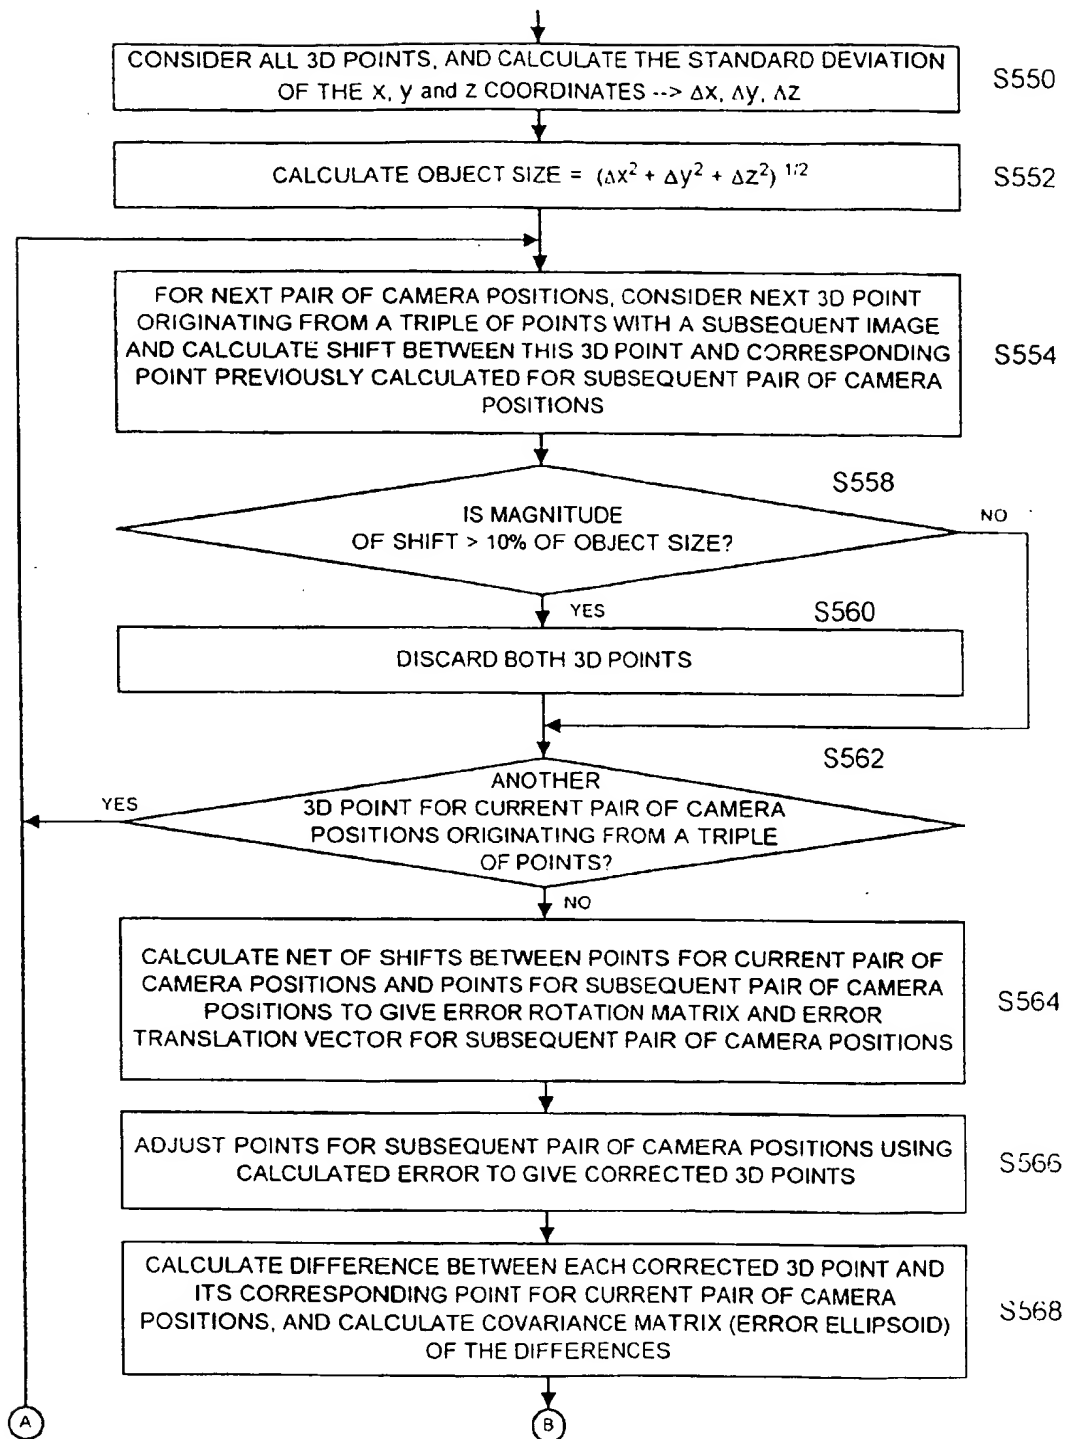 CONSIDER ALL 3D POINTS, AND CALCULATE THE STANDARD DEVIATION
OF THE x, y and z COORDINATES --> Δx, Δy, Δz
S550
CALCULATE OBJECT SIZE = (Δx² + Δy² + Δz²) 1/2
S552
FOR NEXT PAIR OF CAMERA POSITIONS, CONSIDER NEXT 3D POINT
ORIGINATING FROM A TRIPLE OF POINTS WITH A SUBSEQUENT IMAGE
AND CALCULATE SHIFT BETWEEN THIS 3D POINT AND CORRESPONDING
POINT PREVIOUSLY CALCULATED FOR SUBSEQUENT PAIR OF CAMERA
POSITIONS
S554
S558
IS MAGNITUDE
OF SHIFT > 10% OF OBJECT SIZE?
NO
YES
S560
DISCARD BOTH 3D POINTS
S562
ANOTHER
3D POINT FOR CURRENT PAIR OF CAMERA
POSITIONS ORIGINATING FROM A TRIPLE
OF POINTS?
YES
NO
CALCULATE NET OF SHIFTS BETWEEN POINTS FOR CURRENT PAIR OF
CAMERA POSITIONS AND POINTS FOR SUBSEQUENT PAIR OF CAMERA
POSITIONS TO GIVE ERROR ROTATION MATRIX AND ERROR
TRANSLATION VECTOR FOR SUBSEQUENT PAIR OF CAMERA POSITIONS
S564
ADJUST POINTS FOR SUBSEQUENT PAIR OF CAMERA POSITIONS USING
CALCULATED ERROR TO GIVE CORRECTED 3D POINTS
S566
CALCULATE DIFFERENCE BETWEEN EACH CORRECTED 3D POINT AND
ITS CORRESPONDING POINT FOR CURRENT PAIR OF CAMERA
POSITIONS, AND CALCULATE COVARIANCE MATRIX (ERROR ELLIPSOID)
OF THE DIFFERENCES
S568
A
B